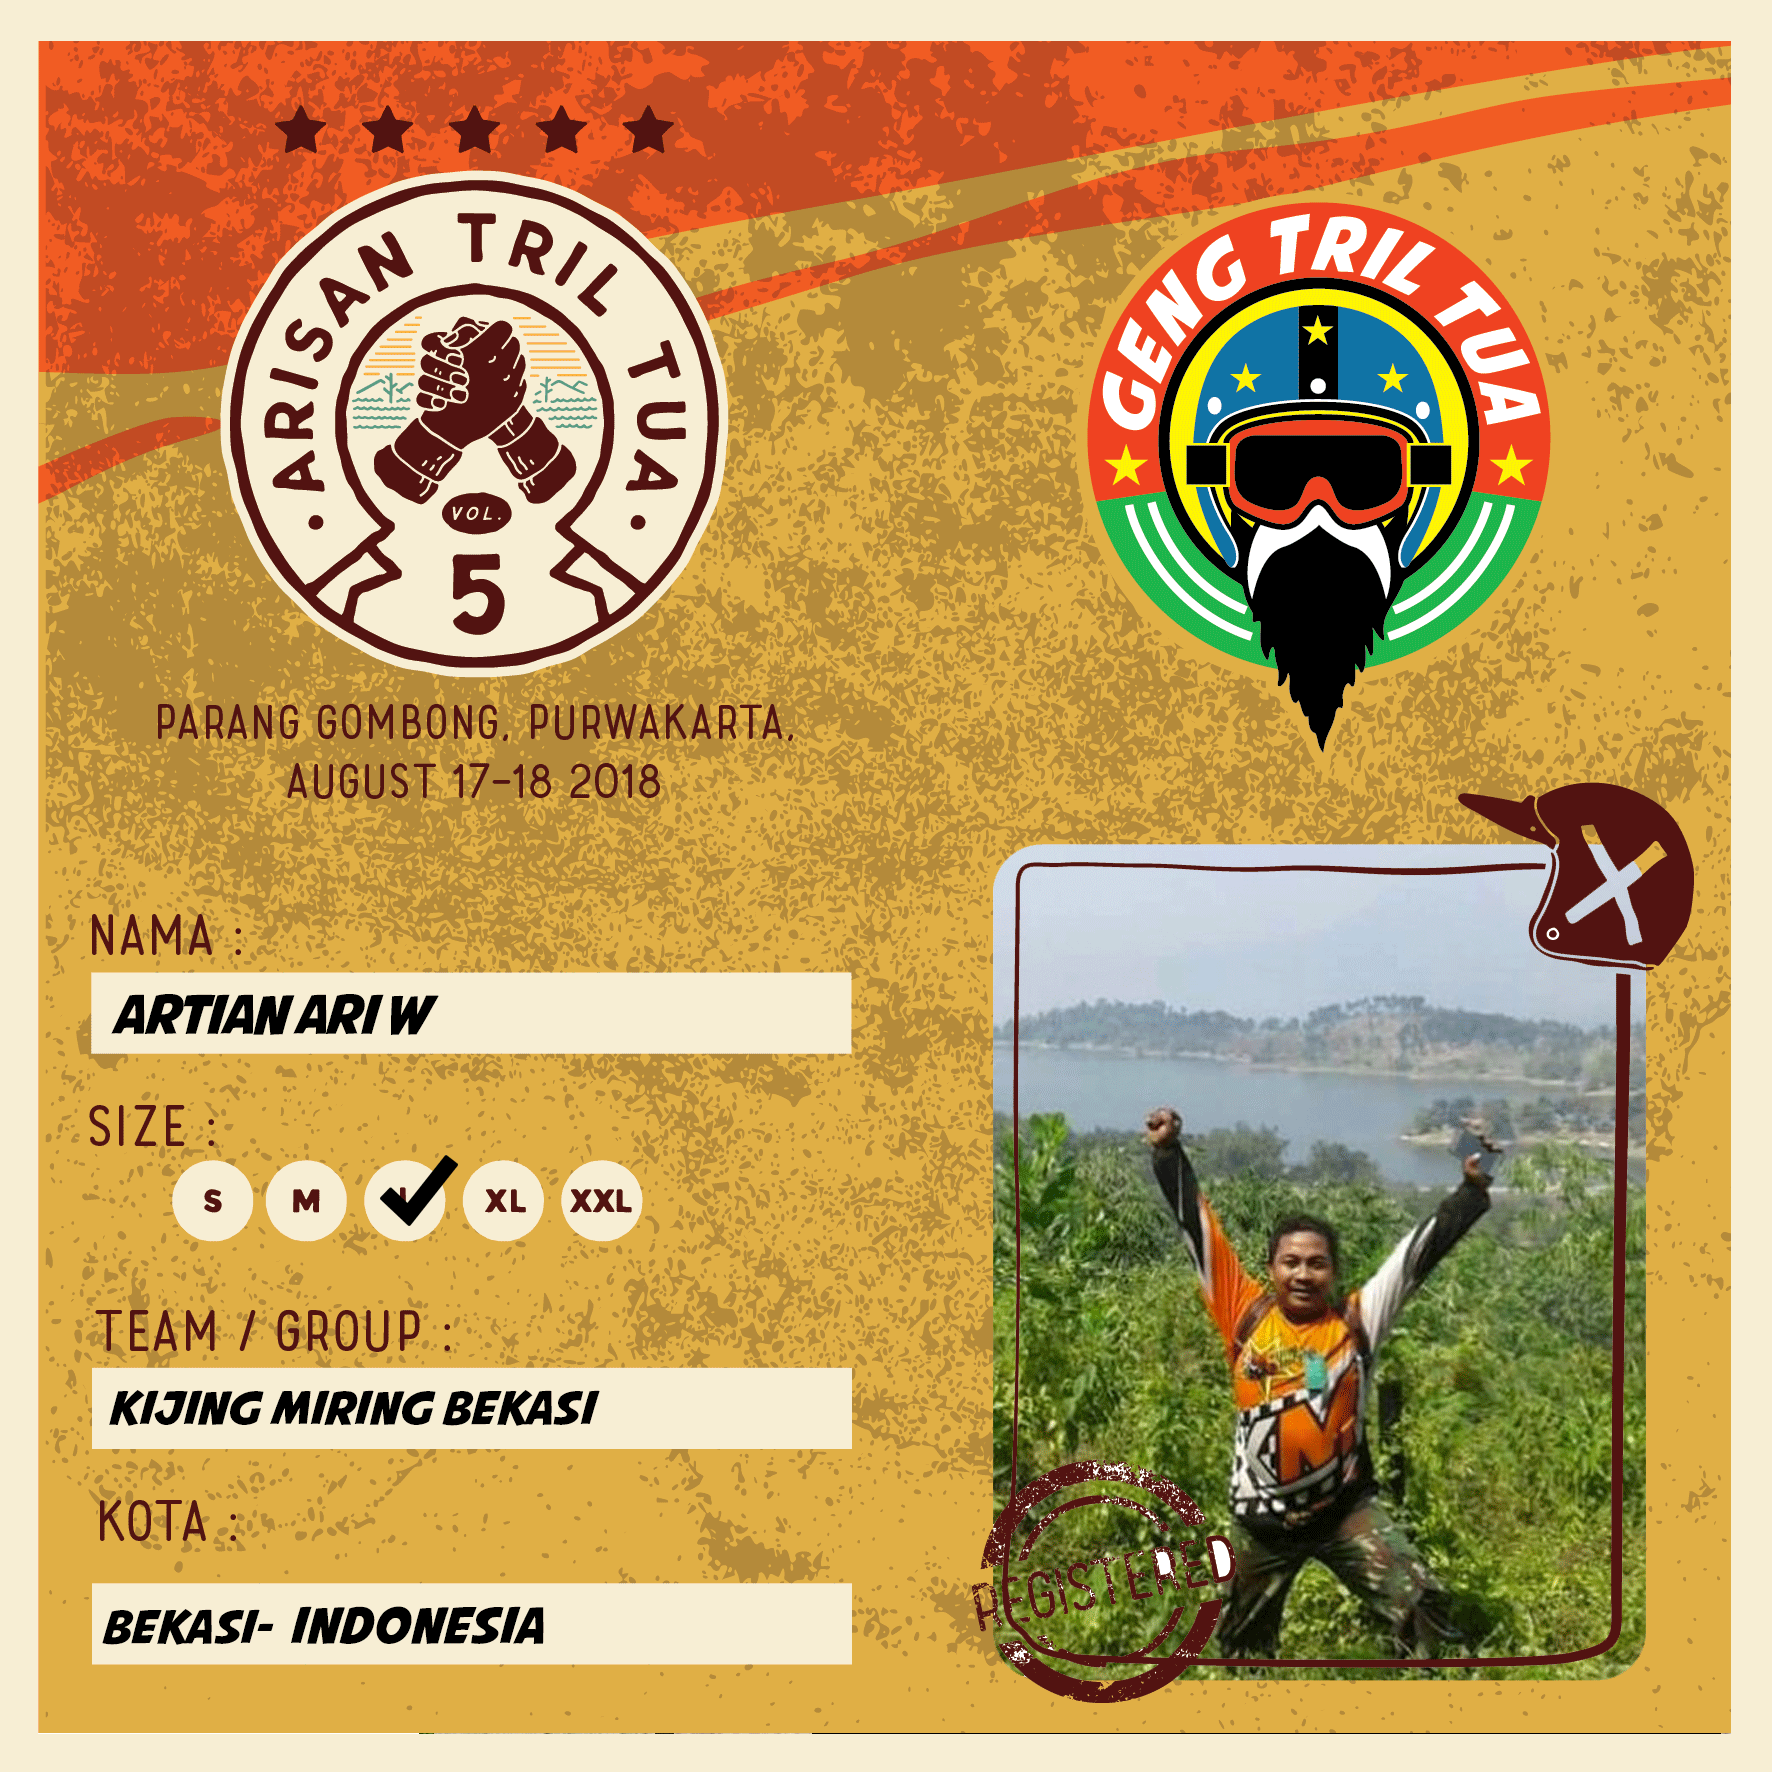 ARISAN TRIL TUA
VOL.
5
GENG TRIL TUA
PARANG GOMBONG, PURWAKARTA,
AUGUST 17-18 2018
NAMA :
ARTIAN ARI W
SIZE :
S M L XL XXL
TEAM / GROUP :
KIJING MIRING BEKASI
KOTA :
BEKASI- INDONESIA
REGISTERED